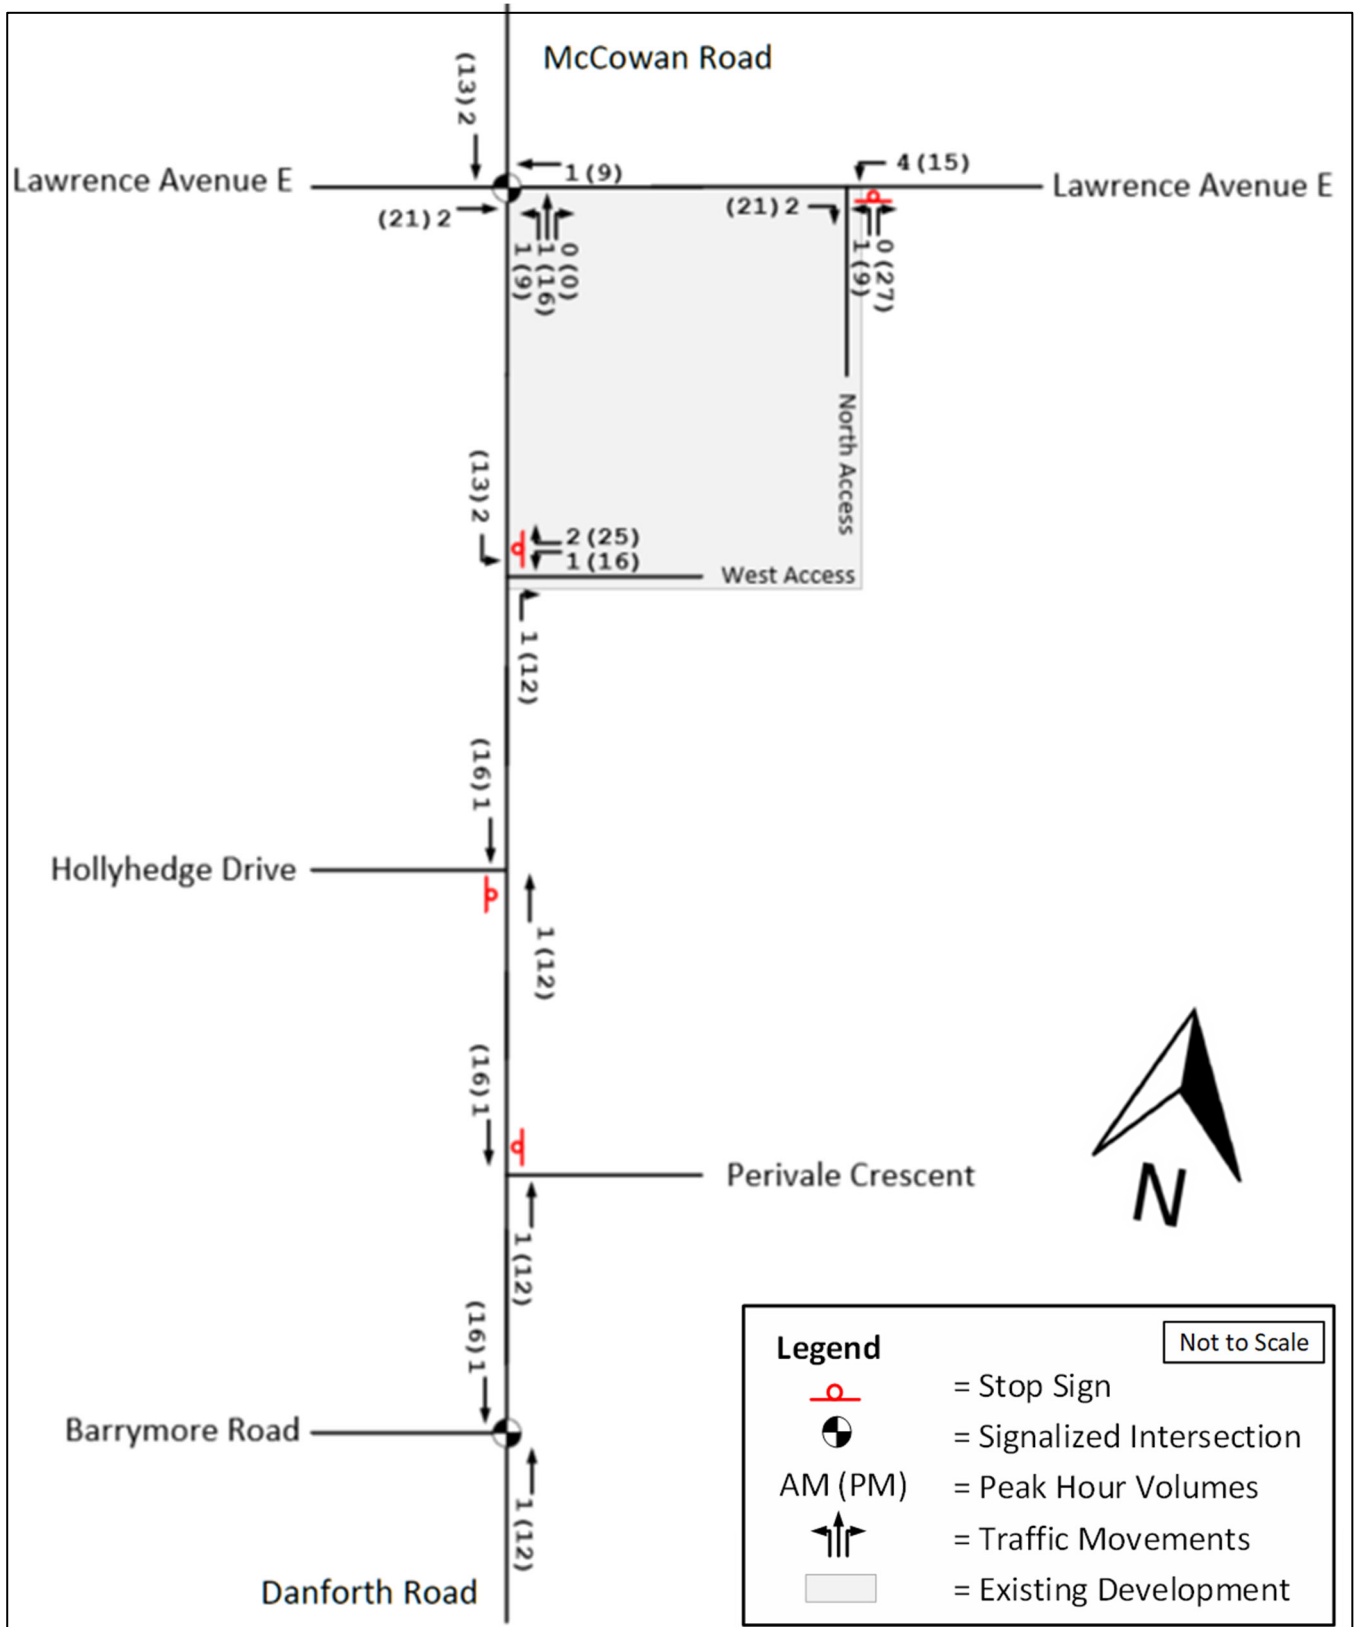 McCowan Road
(13) 2
Lawrence Avenue E
1 (9)
4 (15)
Lawrence Avenue E
(21) 2
(21) 2
1 (9)
1 (16)
0 (0)
1 (9)
0 (27)
North Access
(13) 2
2 (25)
1 (16)
West Access
1 (12)
(16) 1
Hollyhedge Drive
1 (12)
(16) 1
Perivale Crescent
1 (12)
N
(16) 1
Barrymore Road
1 (12)
Danforth Road
Legend
Not to Scale
= Stop Sign
= Signalized Intersection
AM (PM) = Peak Hour Volumes
= Traffic Movements
= Existing Development